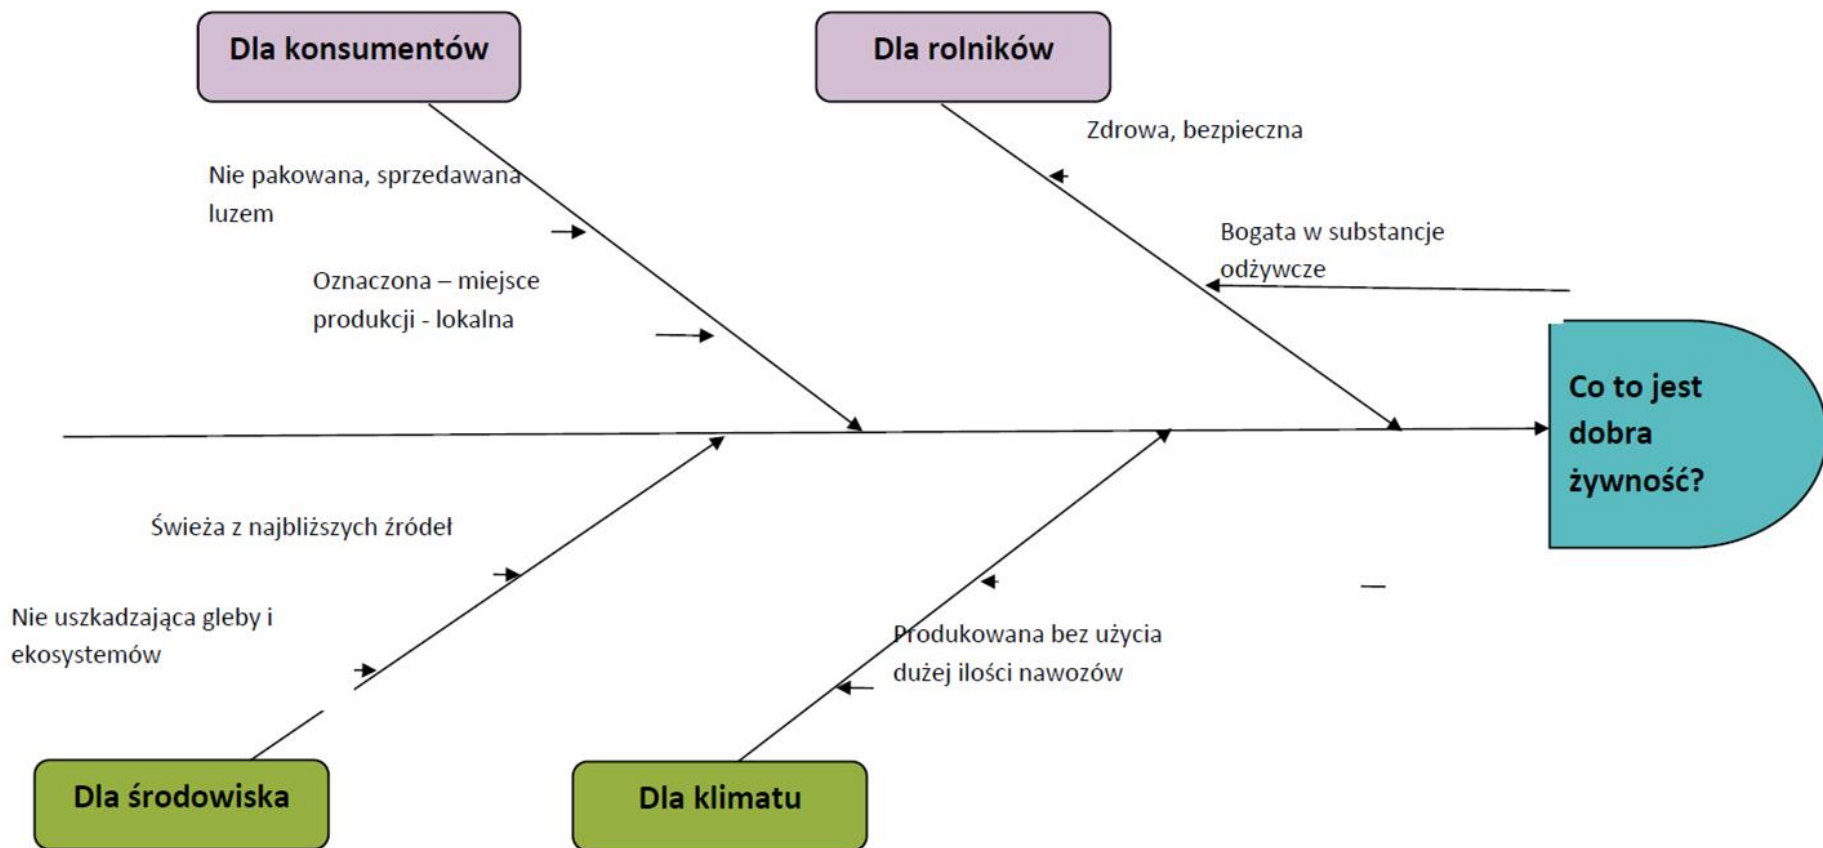 Dla konsumentów
Dla rolników
Zdrowa, bezpieczna
Nie pakowana, sprzedawana
luzem
Bogata w substancje
odżywcze
Oznaczona – miejsce
produkcji - lokalna
Co to jest
dobra
żywność?
Świeża z najbliższych źródeł
Nie uszkadzająca gleby i
ekosystemów
Produkowana bez użycia
dużej ilości nawozów
Dla środowiska
Dla klimatu